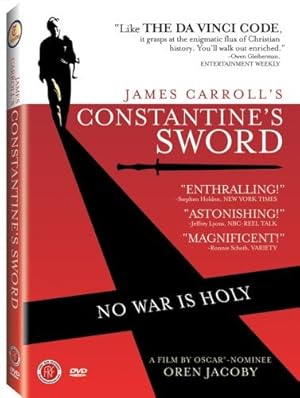 "Like THE DA VINCI CODE,
it grasps at the enigmatic flux of Christian
history. You'll walk out enriched."
-Owen Gleiberman,
ENTERTAINMENT WEEKLY
JAMES CARROLL'S
CONSTANTINE'S
SWORD
"ENTHRALLING!"
-Stephen Holden, NEW YORK TIMES
"ASTONISHING!"
-Jeffrey Lyons, NBC-REEL TALK
"MAGNIFICENT!"
-Ronnie Scheib, VARIETY
NO WAR IS HOLY
A FILM BY OSCAR®-NOMINEE
OREN JACOBY
JAMES CARROLL'S
CONSTANTINE'S SWORD
FRF
DVD
DVD